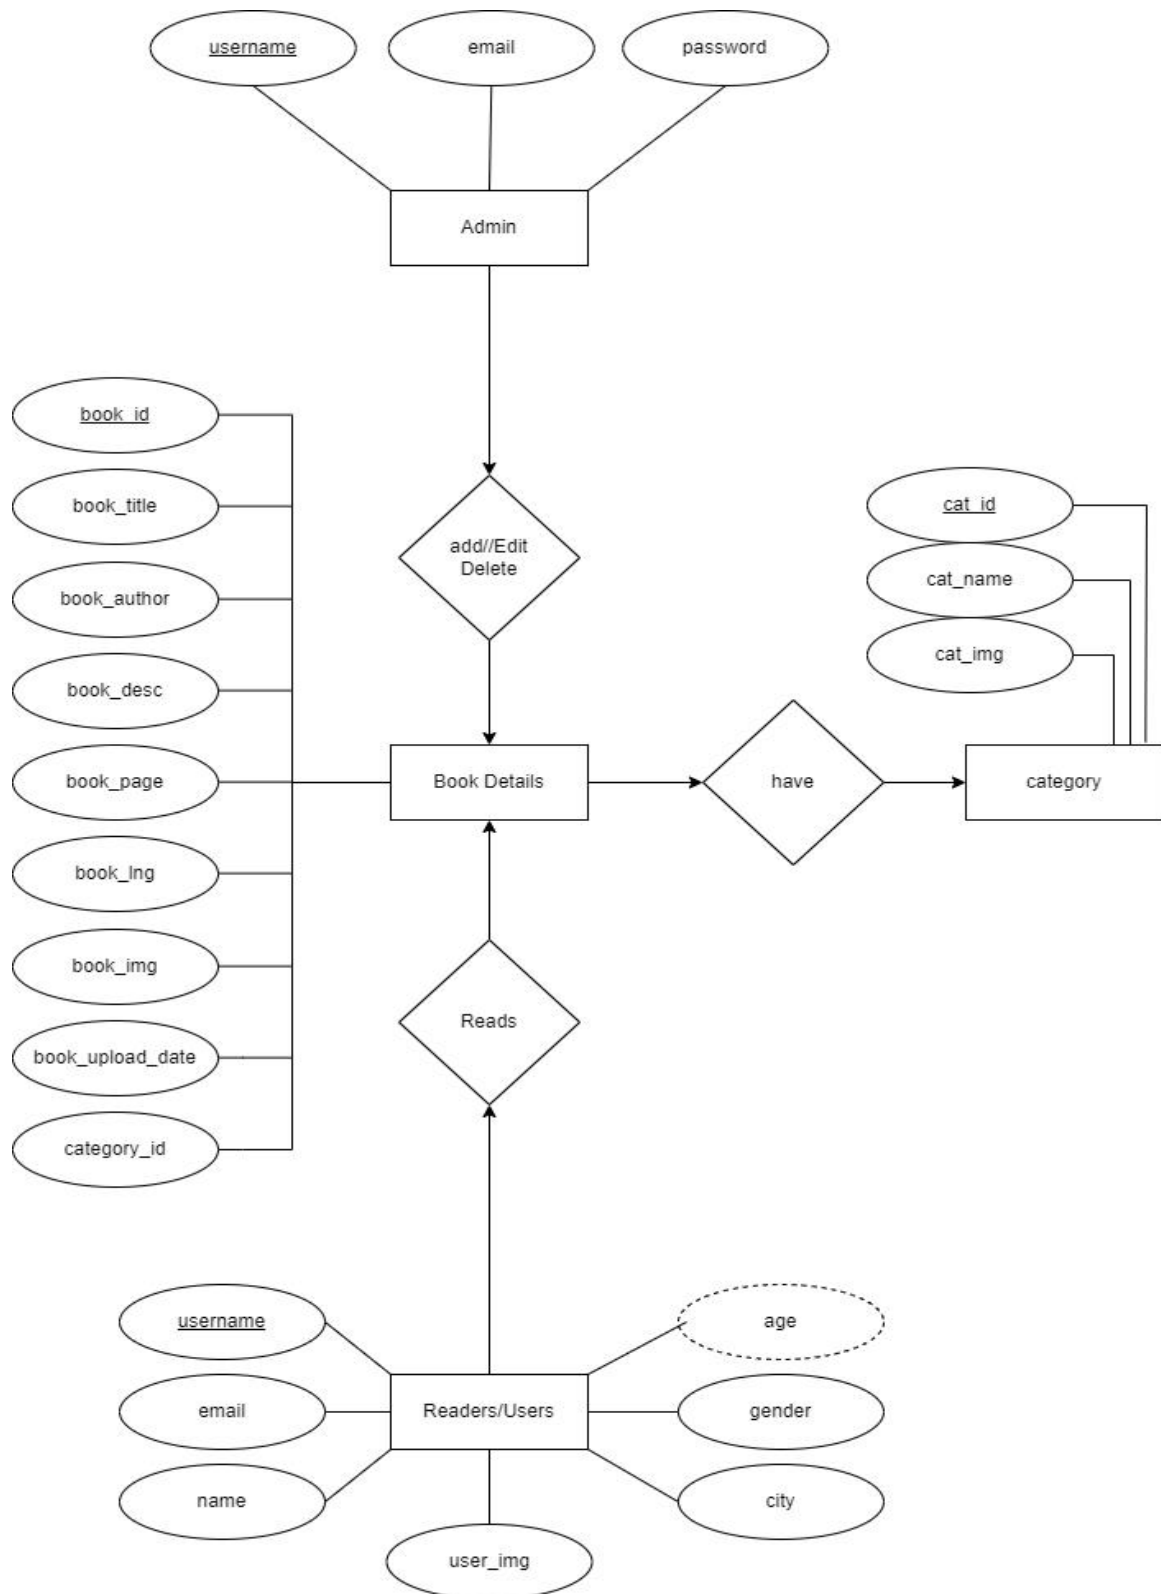 username
email
password
Admin
book_id
book_title
book_author
book_desc
book_page
book_lng
book_img
book_upload_date
category_id
add//Edit
Delete
cat_id
cat_name
cat_img
Book Details
have
category
Reads
username
email
name
Readers/Users
user_img
age
gender
city